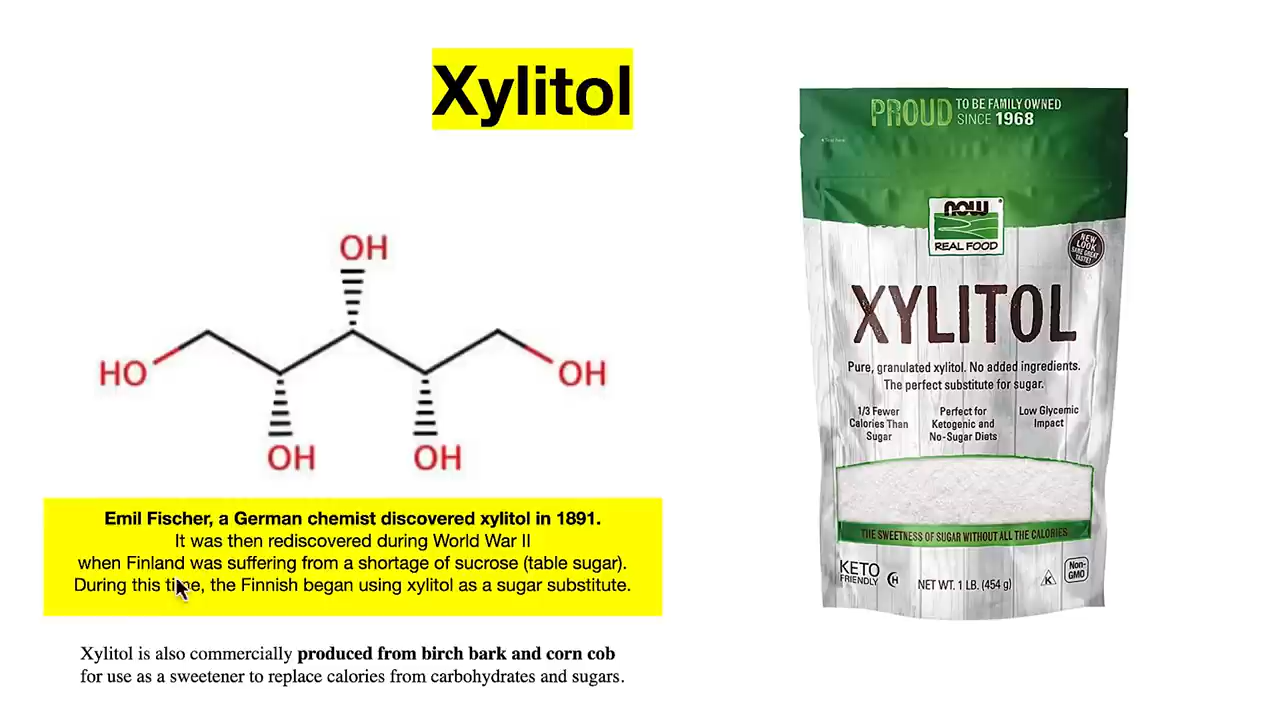 Xylitol
OH
HO
OH
OH
OH
Emil Fischer, a German chemist discovered xylitol in 1891.
It was then rediscovered during World War II
when Finland was suffering from a shortage of sucrose (table sugar).
During this time, the Finnish began using xylitol as a sugar substitute.
Xylitol is also commercially produced from birch bark and corn cob
for use as a sweetener to replace calories from carbohydrates and sugars.
PROUD TO BE FAMILY OWNED
SINCE 1968
NOW
REAL FOOD
NEW
LOOK
SAME GREAT
TASTE!
XYLITOL
Pure, granulated xylitol. No added ingredients.
The perfect substitute for sugar.
1/3 Fewer
Calories Than
Sugar
Perfect for
Ketogenic and
No-Sugar Diets
Low Glycemic
Impact
THE SWEETNESS OF SUGAR WITHOUT ALL THE CALORIES
KETO
FRIENDLY
NET WT. 1 LB. (454 g)
K
Non-
GMO